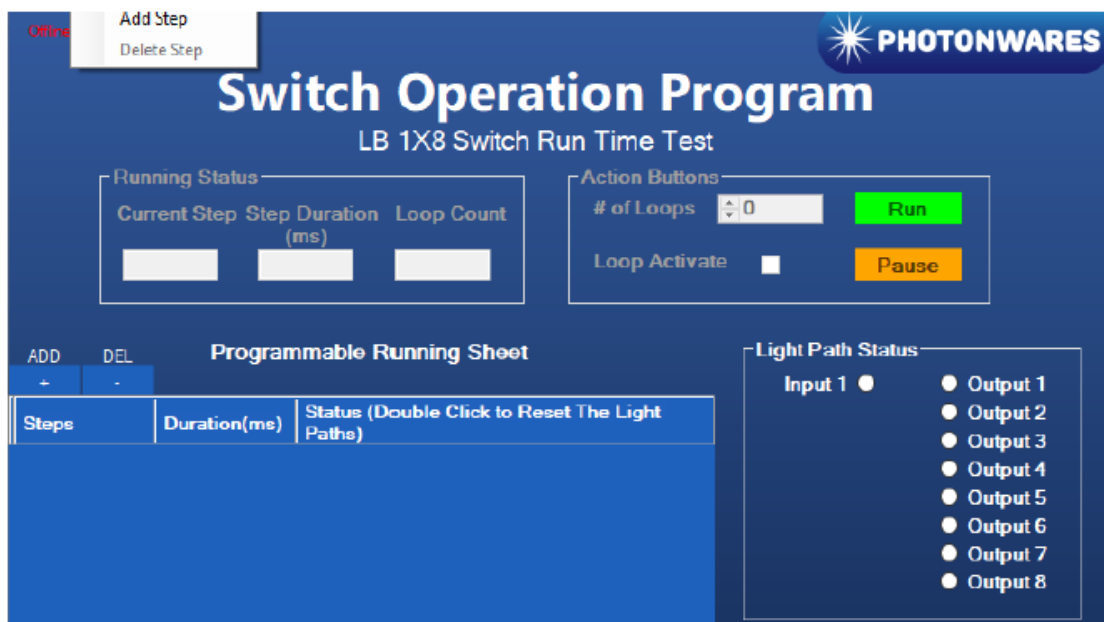 Add Step
Offline
Delete Step
PHOTONWARES
Switch Operation Program
LB 1X8 Switch Run Time Test
Running Status
Current Step Step Duration (ms) Loop Count
Action Buttons
# of Loops 0 Run
Loop Activate Pause
ADD DEL Programmable Running Sheet
+ -
Steps Duration(ms) Status (Double Click to Reset The Light
Paths)
Light Path Status
Input 1 Output 1
Output 2
Output 3
Output 4
Output 5
Output 6
Output 7
Output 8